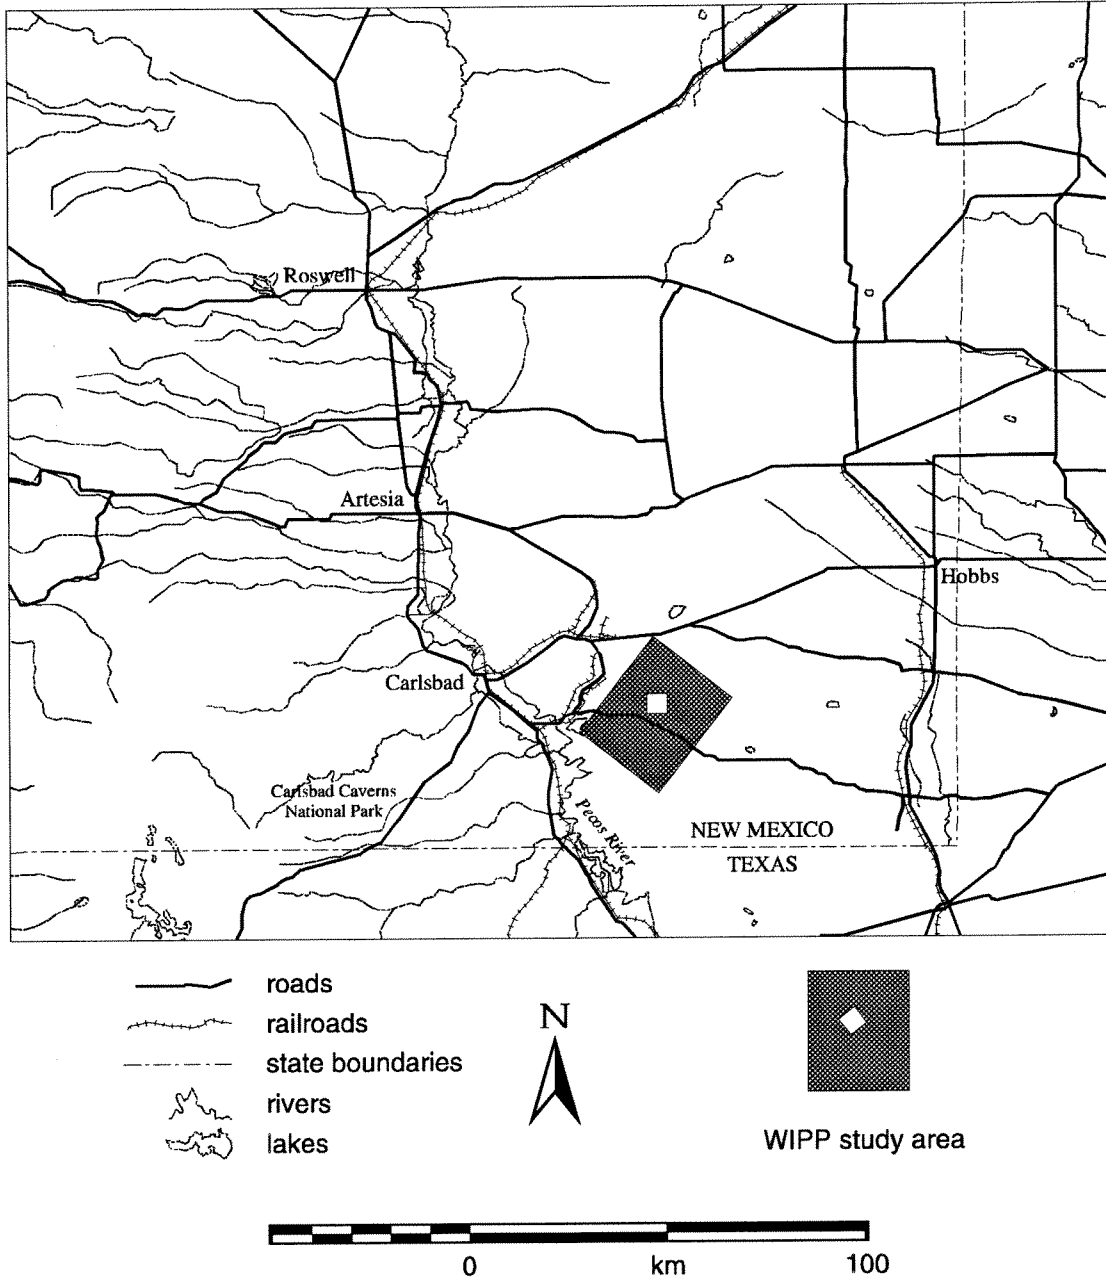 Roswell
Artesia
Hobbs
Carlsbad
Carlsbad Caverns
National Park
Pecos River
NEW MEXICO
TEXAS
roads
railroads
state boundaries
rivers
lakes
N
WIPP study area
0 km 100